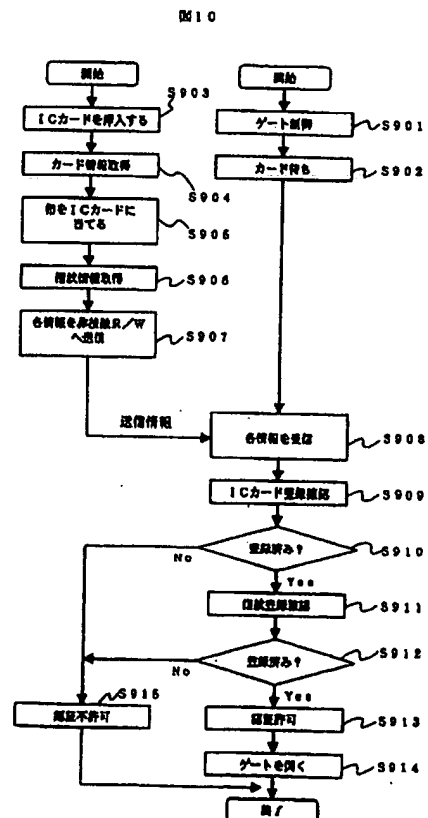 図10
開始
S903
ICカードを挿入する
カード情報取得
S904
指をICカードに
当てる
S905
指紋情報取得
S906
各情報を非接触R/W
へ送信
S907
開始
ゲート制御
S901
カード待ち
S902
送信情報
各情報を受信
S908
ICカード登録確認
S909
登録済み?
S910
No
Yes
指紋登録確認
S911
登録済み?
S912
No
Yes
S915
認証不許可
認証許可
S913
ゲートを開く
S914
終了